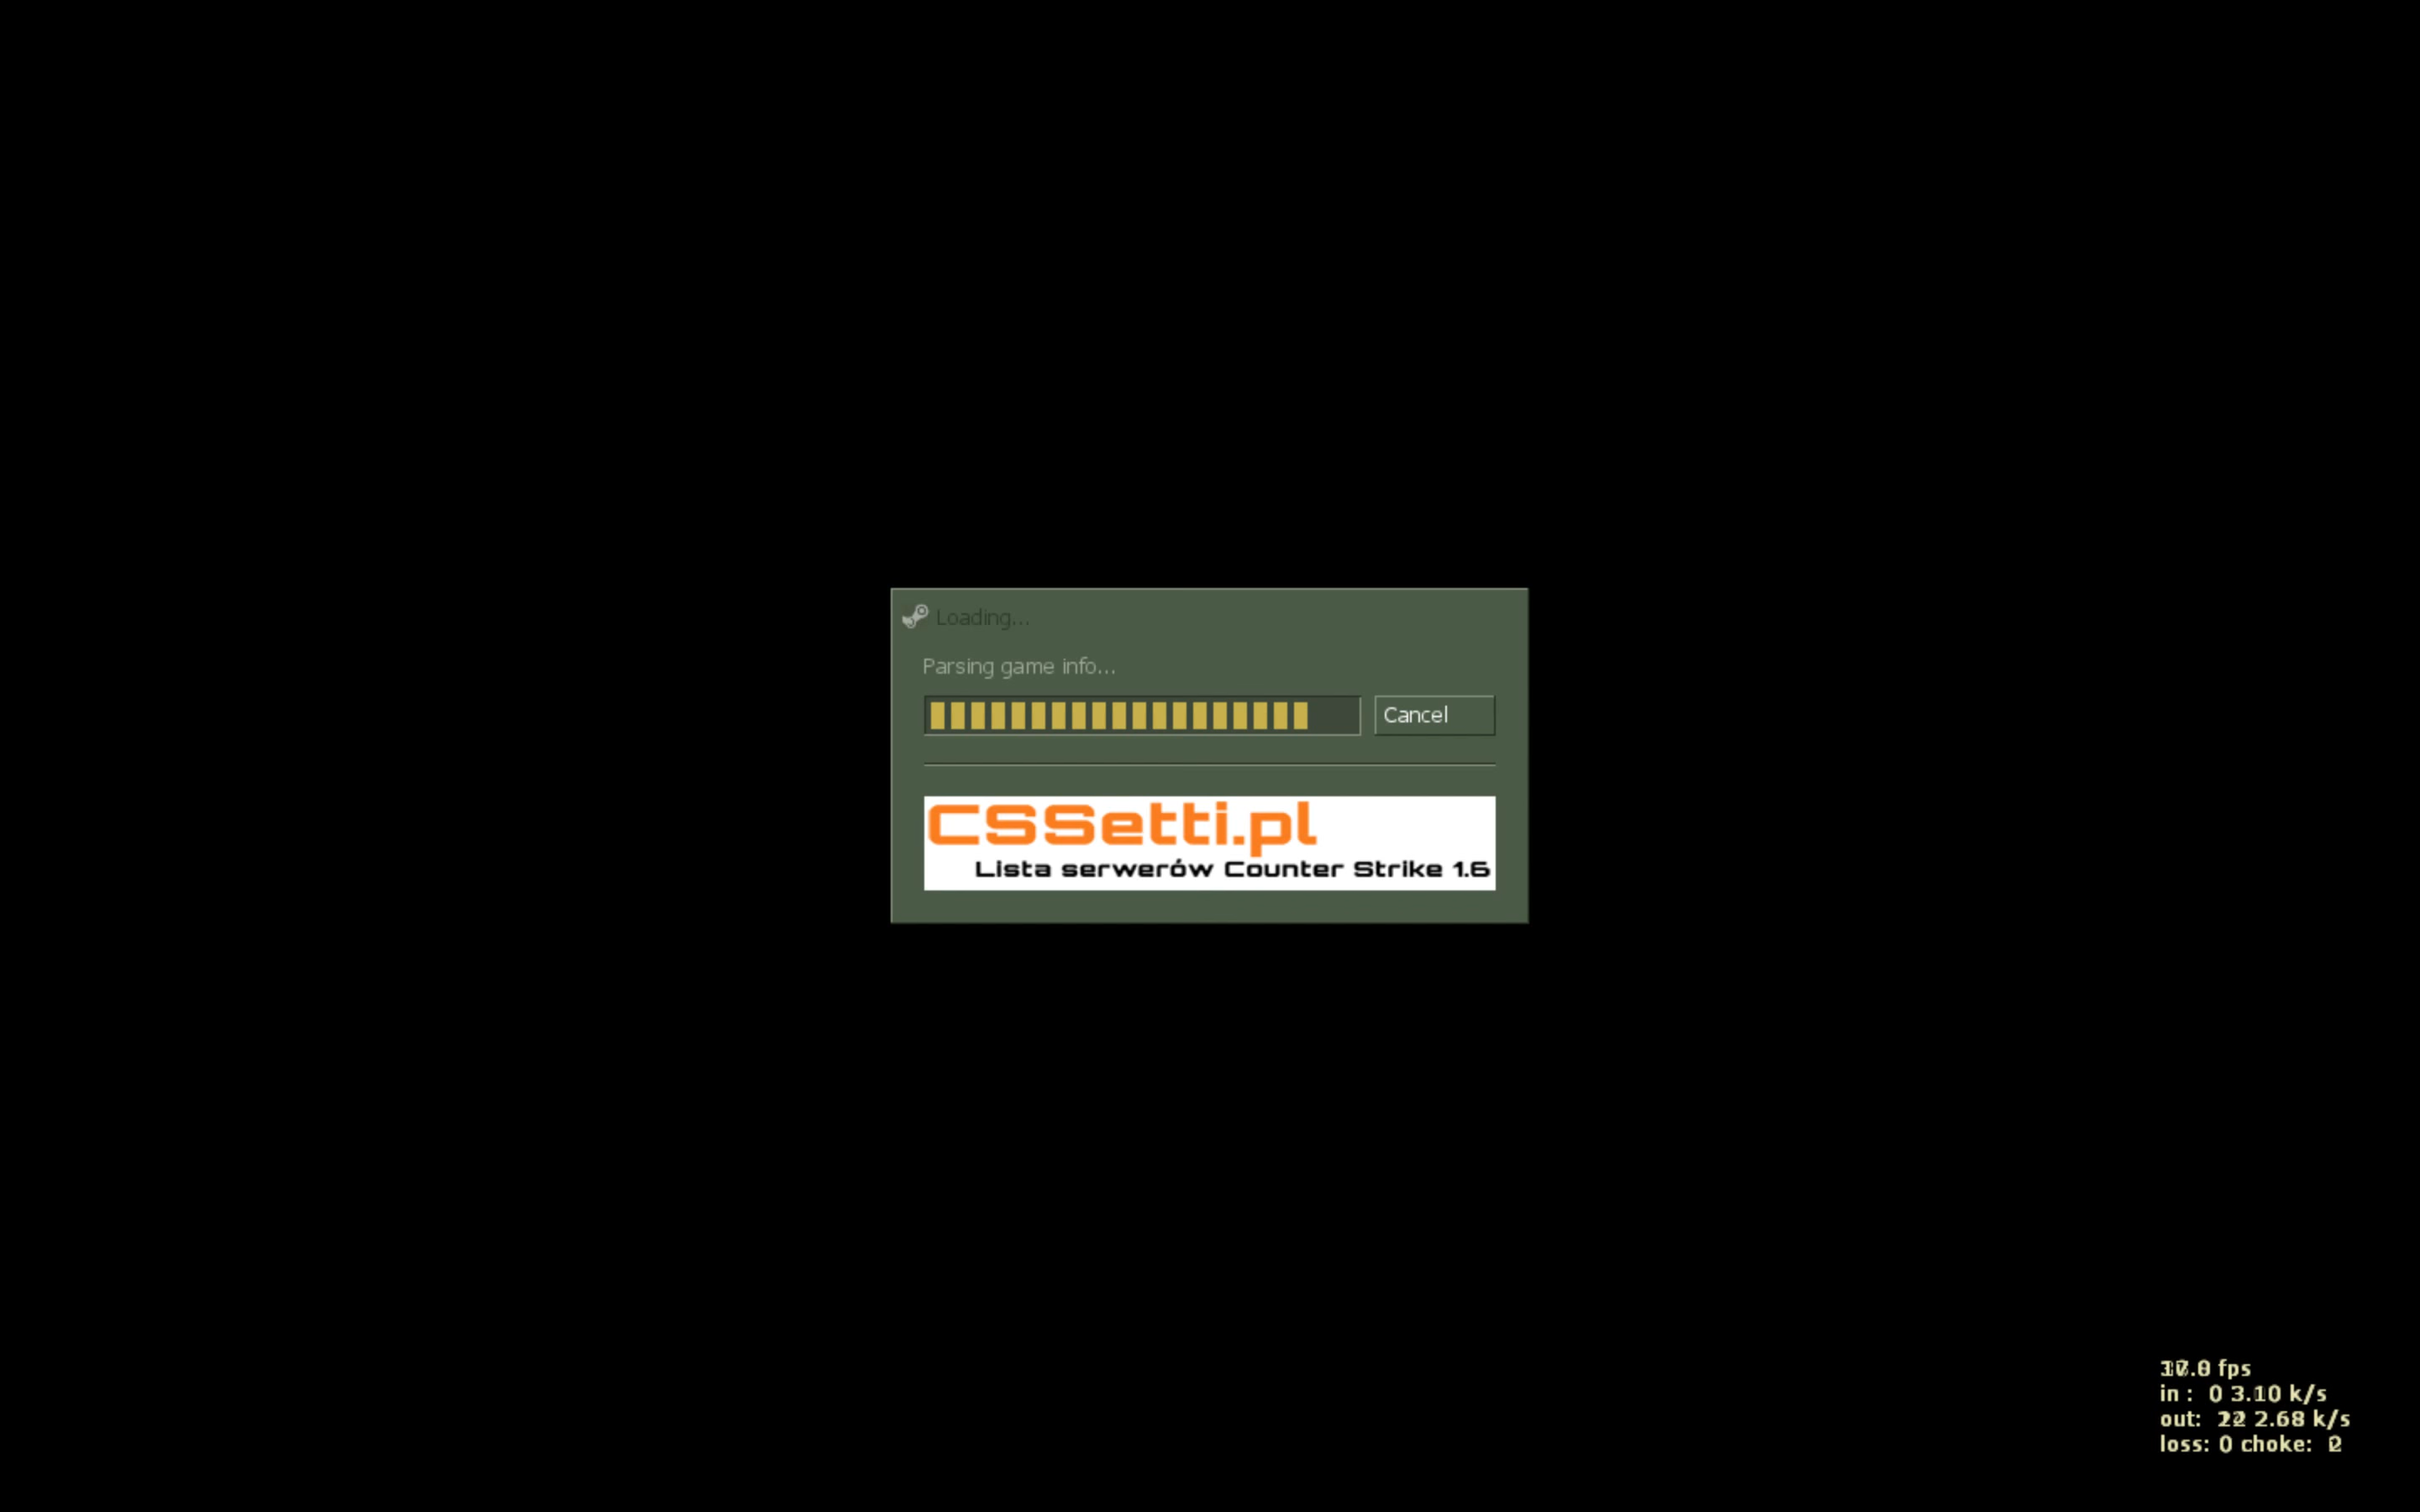 Loading...
Parsing game info...
Cancel
CSSetti.pl
Lista serwerów Counter Strike 1.6
fps
in : 0 3.10 k/s
out: 2.68 k/s
loss: 0 choke: